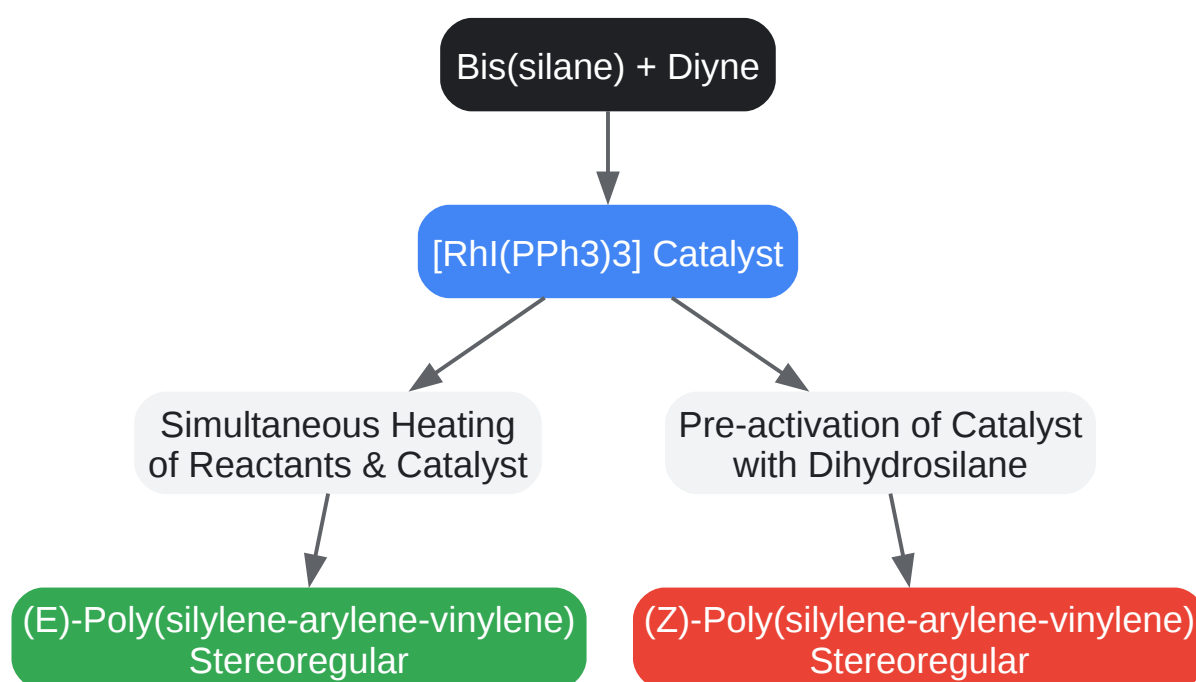 Bis(silane) + Diyne
[RhI(PPh3)3] Catalyst
Simultaneous Heating
of Reactants & Catalyst
Pre-activation of Catalyst
with Dihydrosilane
(E)-Poly(silylene-arylene-vinylene)
Stereoregular
(Z)-Poly(silylene-arylene-vinylene)
Stereoregular